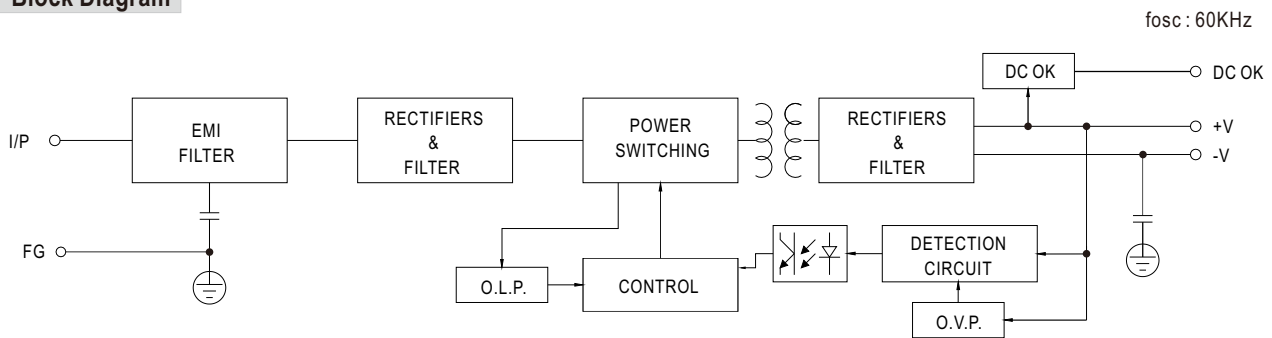 Block Diagram
fosc : 60KHz
DC OK
DC OK
I/P
EMI
FILTER
RECTIFIERS
&
FILTER
POWER
SWITCHING
RECTIFIERS
&
FILTER
+V
-V
FG
O.L.P.
CONTROL
DETECTION
CIRCUIT
O.V.P.